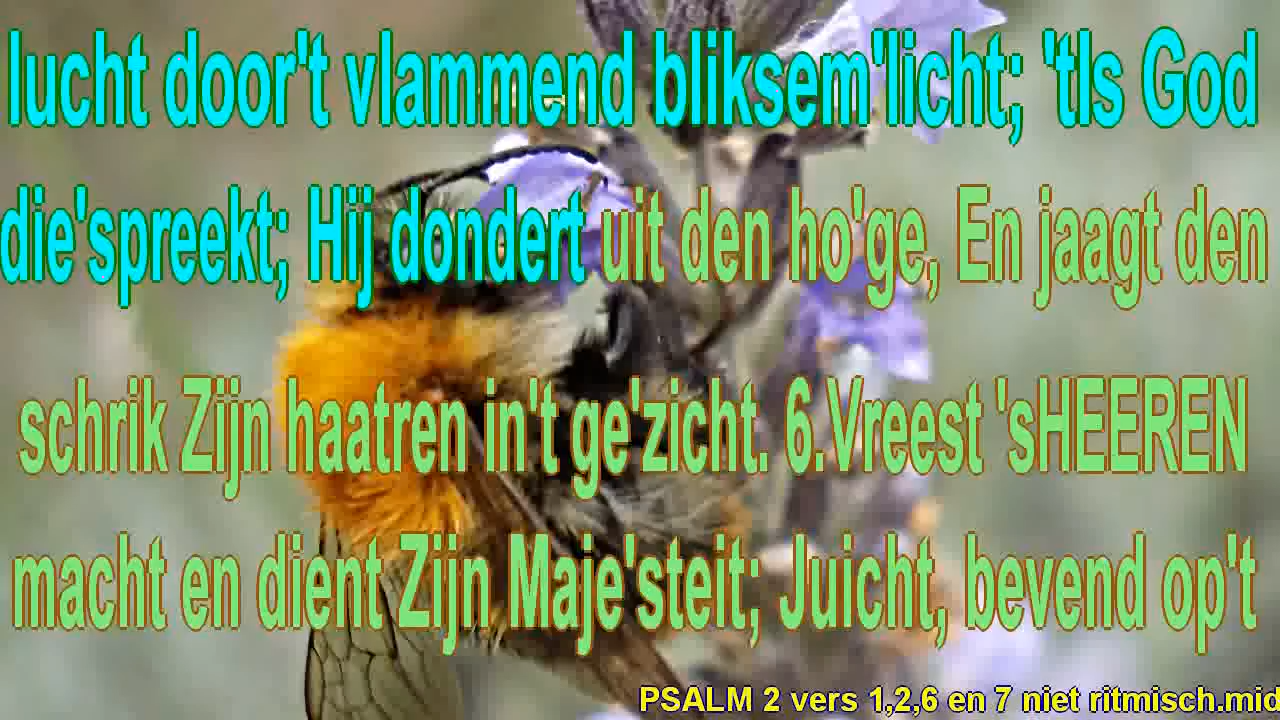 lucht door't vlammend bliksem'licht; 'tIs God
die'spreekt; Hij dondert uit den ho'ge, En jaagt den
schrik Zijn haatren in't ge'zicht. 6.Vreest 'sHEEREN
macht en dient Zijn Maje'steit; Juicht, bevend op't
PSALM 2 vers 1,2,6 en 7 niet ritmisch.mid